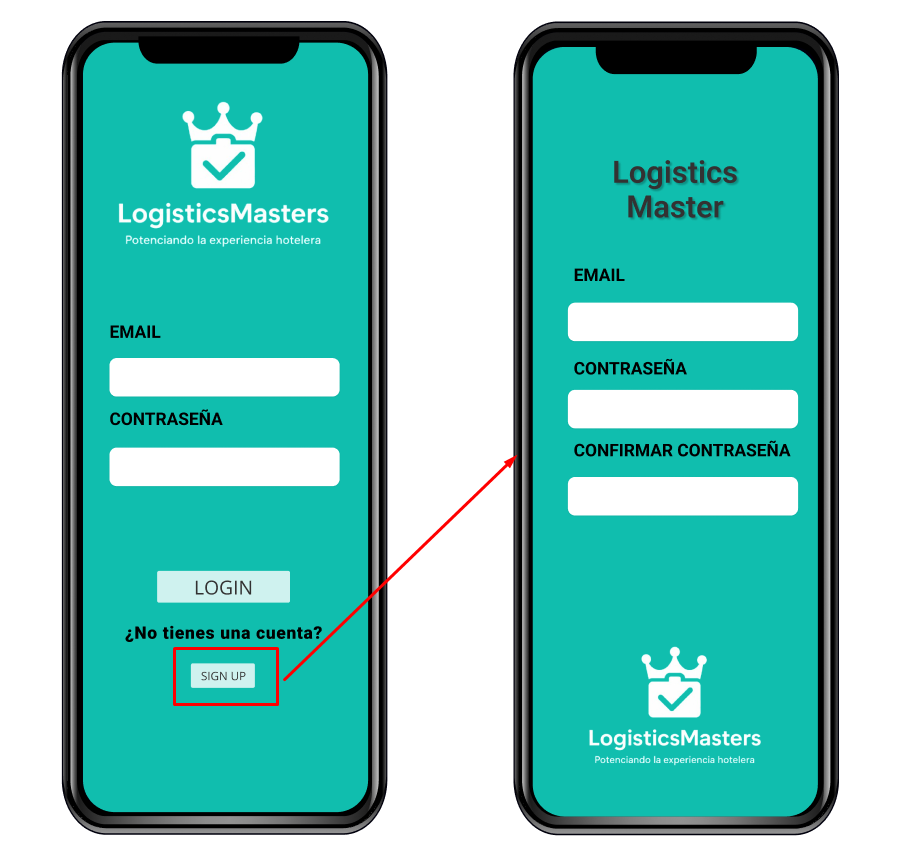 LogisticsMasters
Potenciando la experiencia hotelera
EMAIL
CONTRASEÑA
LOGIN
¿No tienes una cuenta?
SIGN UP
Logistics
Master
EMAIL
CONTRASEÑA
CONFIRMAR CONTRASEÑA
LogisticsMasters
Potenciando la experiencia hotelera